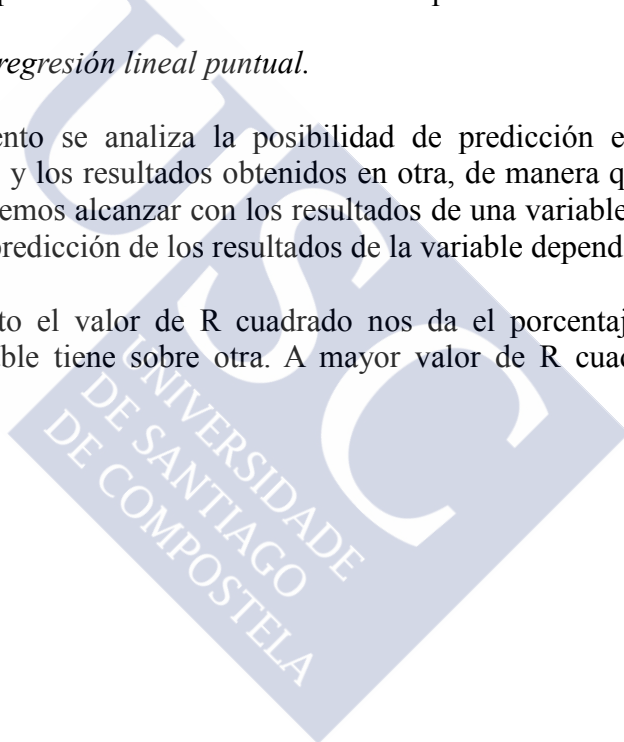 regresión lineal puntual.
ento se analiza la posibilidad de predicción e
y los resultados obtenidos en otra, de manera q
emos alcanzar con los resultados de una variable
predicción de los resultados de la variable depend
to el valor de R cuadrado nos da el porcentaj
ble tiene sobre otra. A mayor valor de R cuad
USC
UNIVERSIDADE
DE SANTIAGO
DE COMPOSTELA